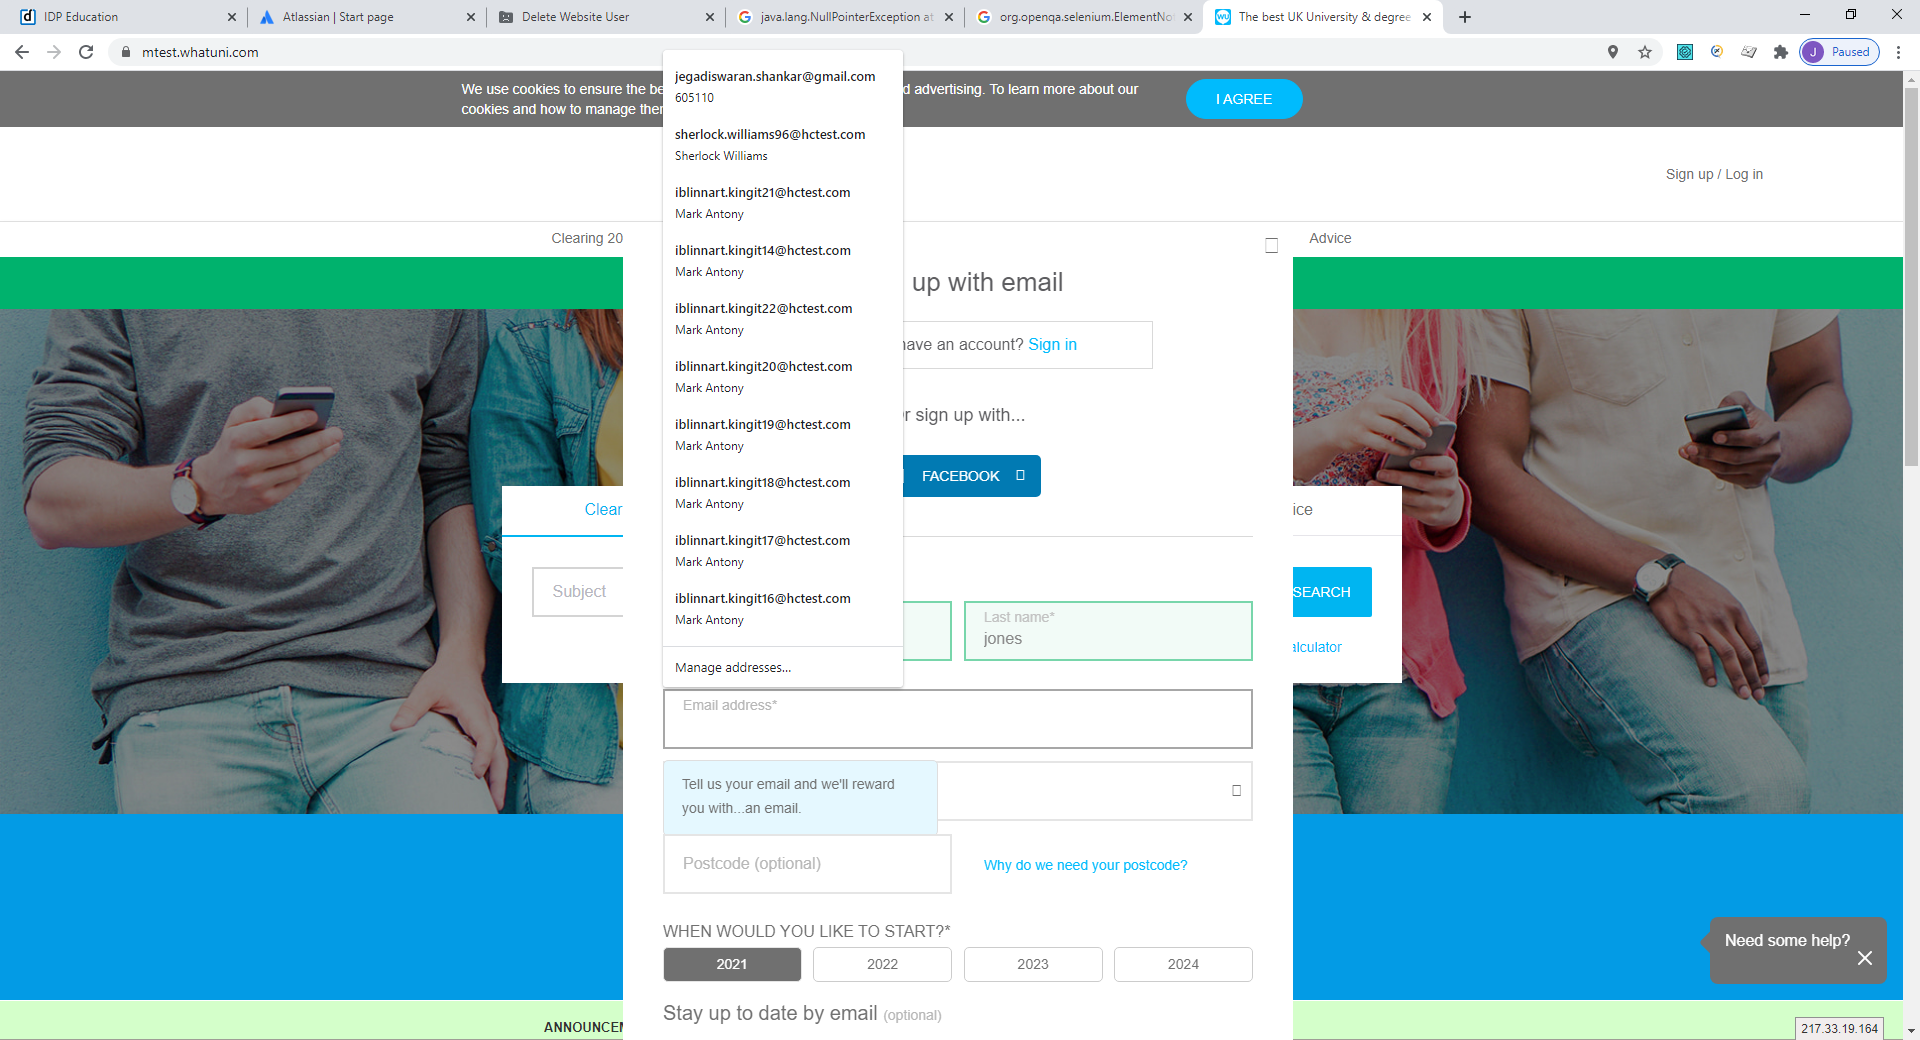 IDP Education
Atlassian | Start page
Delete Website User
java.lang.NullPointerException at
org.openqa.selenium.ElementNo
The best UK University & degree
mtest.whatuni.com
J Paused
We use cookies to ensure the be
d advertising. To learn more about our
cookies and how to manage the
I AGREE
Sign up / Log in
Clearing 20
Advice
jegadiswaran.shankar@gmail.com
605110
sherlock.williams96@hctest.com
Sherlock Williams
iblinnart.kingit21@hctest.com
Mark Antony
iblinnart.kingit14@hctest.com
Mark Antony
iblinnart.kingit22@hctest.com
Mark Antony
iblinnart.kingit20@hctest.com
Mark Antony
iblinnart.kingit19@hctest.com
Mark Antony
iblinnart.kingit18@hctest.com
Mark Antony
iblinnart.kingit17@hctest.com
Mark Antony
iblinnart.kingit16@hctest.com
Mark Antony
Manage addresses...
up with email
have an account? Sign in
r sign up with...
FACEBOOK
Clear
ice
Subject
SEARCH
alculator
Last name*
jones
Email address*
Tell us your email and we'll reward
you with...an email.
Postcode (optional)
Why do we need your postcode?
WHEN WOULD YOU LIKE TO START?*
2021
2022
2023
2024
Stay up to date by email (optional)
Need some help?
ANNOUNCEM
217.33.19.164